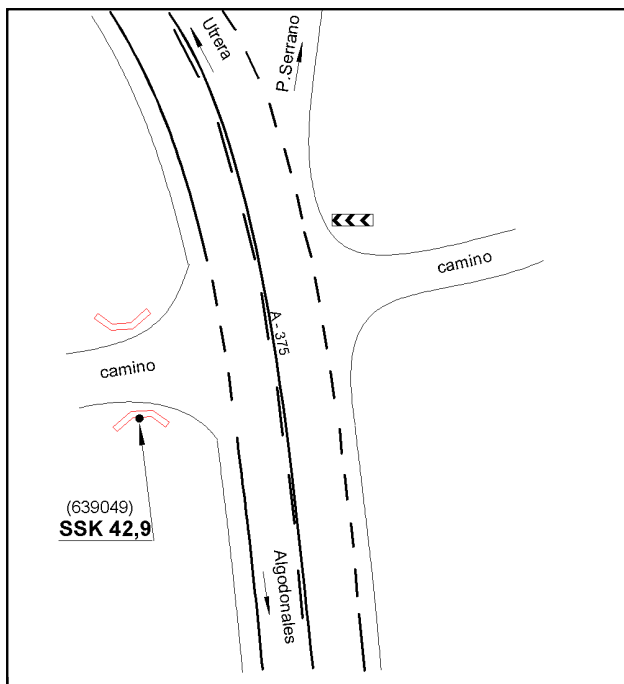 Utrera
P.Serrano
camino
A-375
camino
(639049)
SSK 42,9
Algodonales